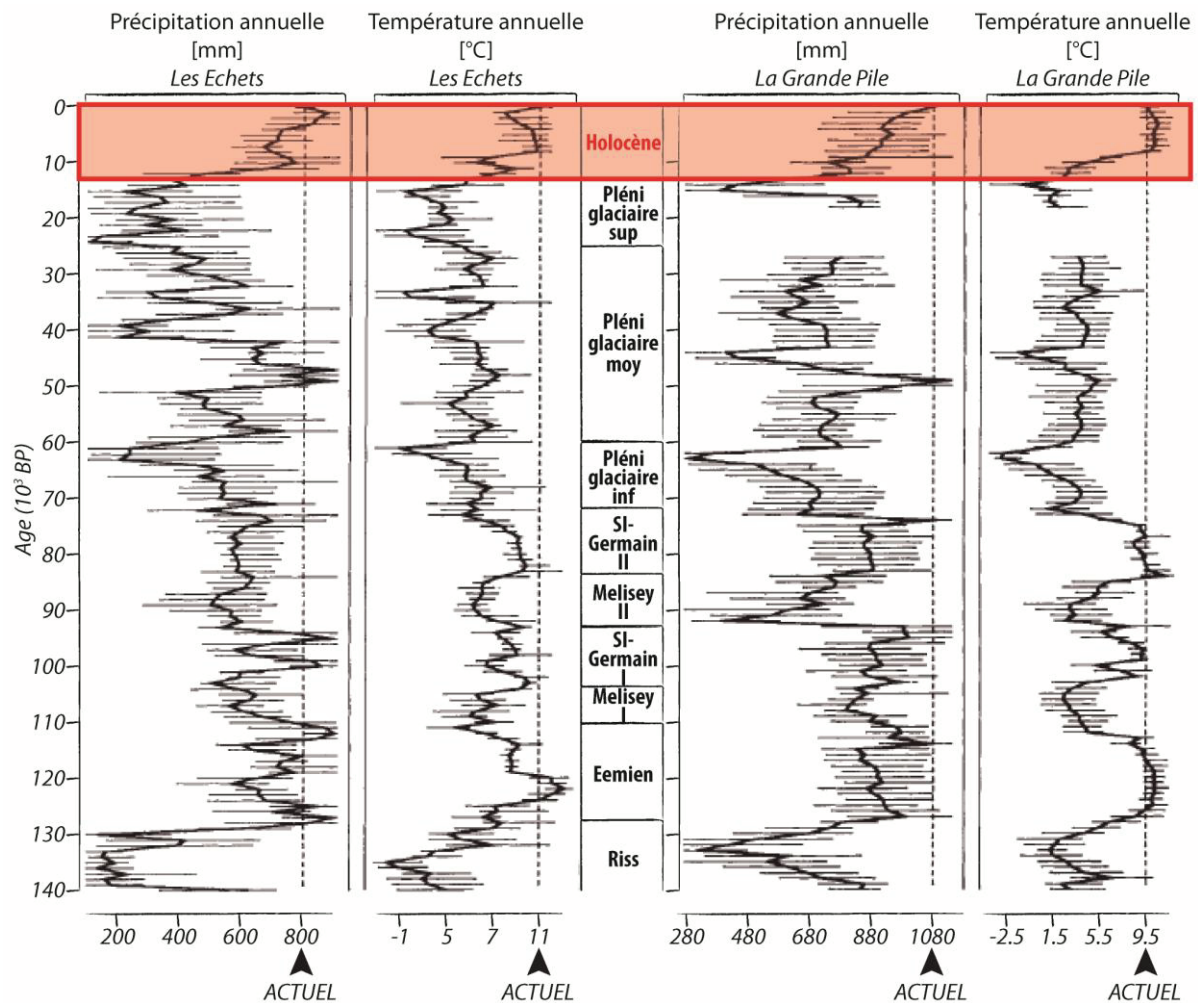 Précipitation annuelle
[mm]
Les Echets
Température annuelle
[°C]
Les Echets
Précipitation annuelle
[mm]
La Grande Pile
Température annuelle
[°C]
La Grande Pile
Age (10³ BP)
0
10
20
30
40
50
60
70
80
90
100
110
120
130
140
Holocène
Pléni
glaciaire
sup
Pléni
glaciaire
moy
Pléni
glaciaire
inf
SI-
Germain
II
Melisey
II
SI-
Germain
I
Melisey
I
Eemien
Riss
200 400 600 800
-1 5 7 11
280 480 680 880 1080
-2.5 1.5 5.5 9.5
ACTUEL
ACTUEL
ACTUEL
ACTUEL